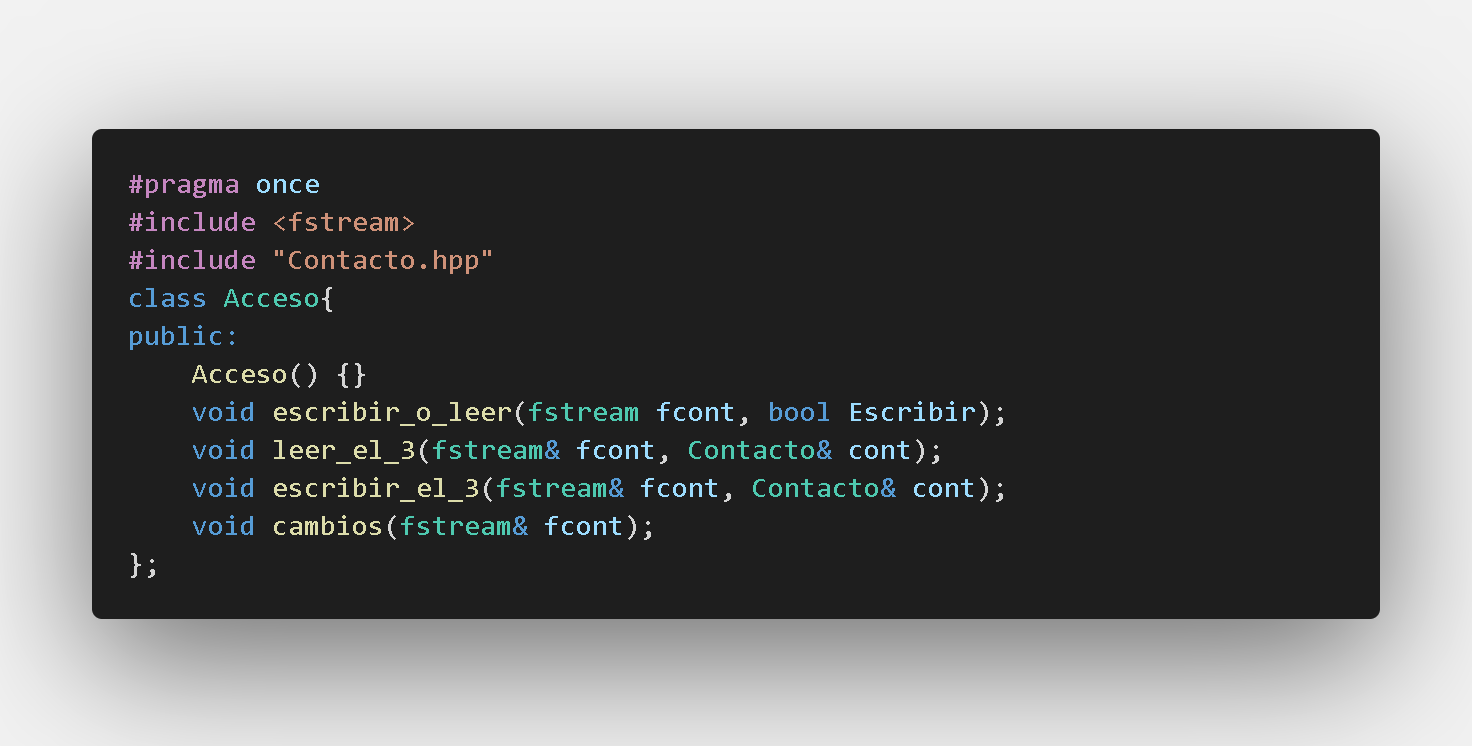 #pragma once
#include <fstream>
#include "Contacto.hpp"
class Acceso{
public:
    Acceso() {}
    void escribir_o_leer(fstream fcont, bool Escribir);
    void leer_el_3(fstream& fcont, Contacto& cont);
    void escribir_el_3(fstream& fcont, Contacto& cont);
    void cambios(fstream& fcont);
};